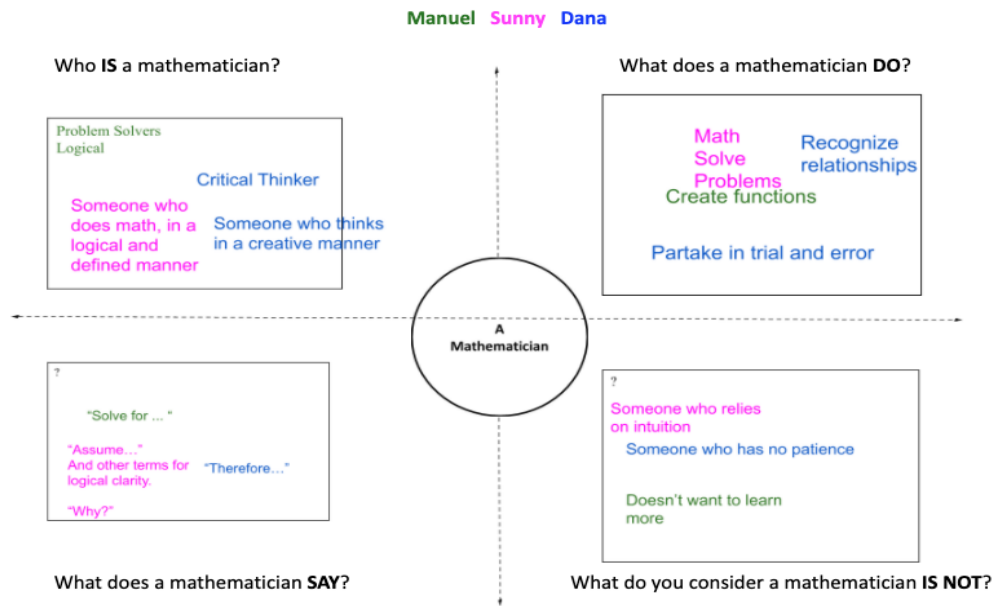 Manuel Sunny Dana
Who IS a mathematician?
What does a mathematician DO?
Problem Solvers
Logical
Critical Thinker
Someone who
does math, in a
logical and
defined manner
Someone who thinks
in a creative manner
Math
Solve
Problems
Recognize
relationships
Create functions
Partake in trial and error
A
Mathematician
?
“Solve for ... “
“Assume…”
And other terms for
logical clarity.
“Therefore…”
“Why?”
?
Someone who relies
on intuition
Someone who has no patience
Doesn’t want to learn
more
What does a mathematician SAY?
What do you consider a mathematician IS NOT?